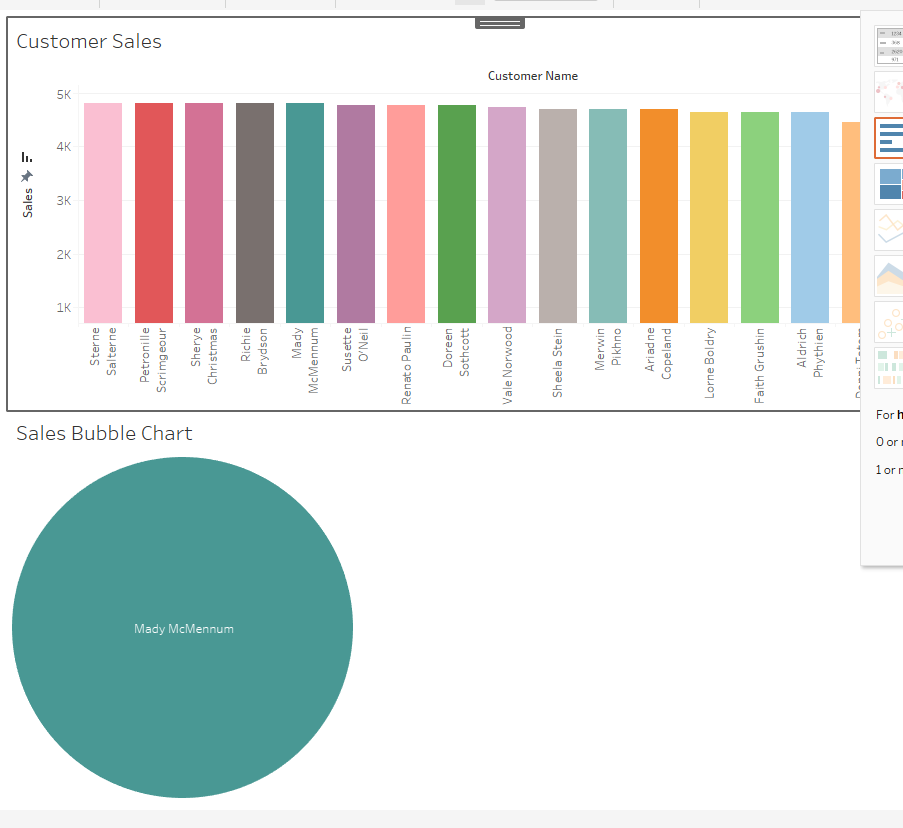 Customer Sales
Customer Name
5K
4K
3K
2K
1K
Sales
Sterne
Salterne
Petronille
Scrimgeour
Sherye
Christmas
Richie
Brydson
Mady
McMennum
Susette
O'Neil
Renato Paulin
Doreen
Sothcott
Vale Norwood
Sheela Stein
Merwin
Pikhno
Ariadne
Copeland
Lorne Boldry
Faith Grushin
Aldrich
Phythien
For h
0 or
1 or
Sales Bubble Chart
Mady McMennum